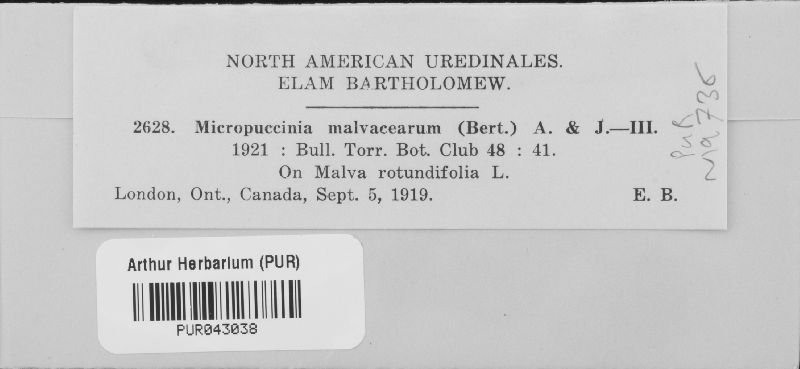 NORTH AMERICAN UREDINALES.
ELAM BARTHOLOMEW.
2628. Micropuccinia malvacearum (Bert.) A. & J.—III.
1921 : Bull. Torr. Bot. Club 48 : 41.
On Malva rotundifolia L.
London, Ont., Canada, Sept. 5, 1919. E. B.
PUR
Arthur Herbarium (PUR)
PUR043038